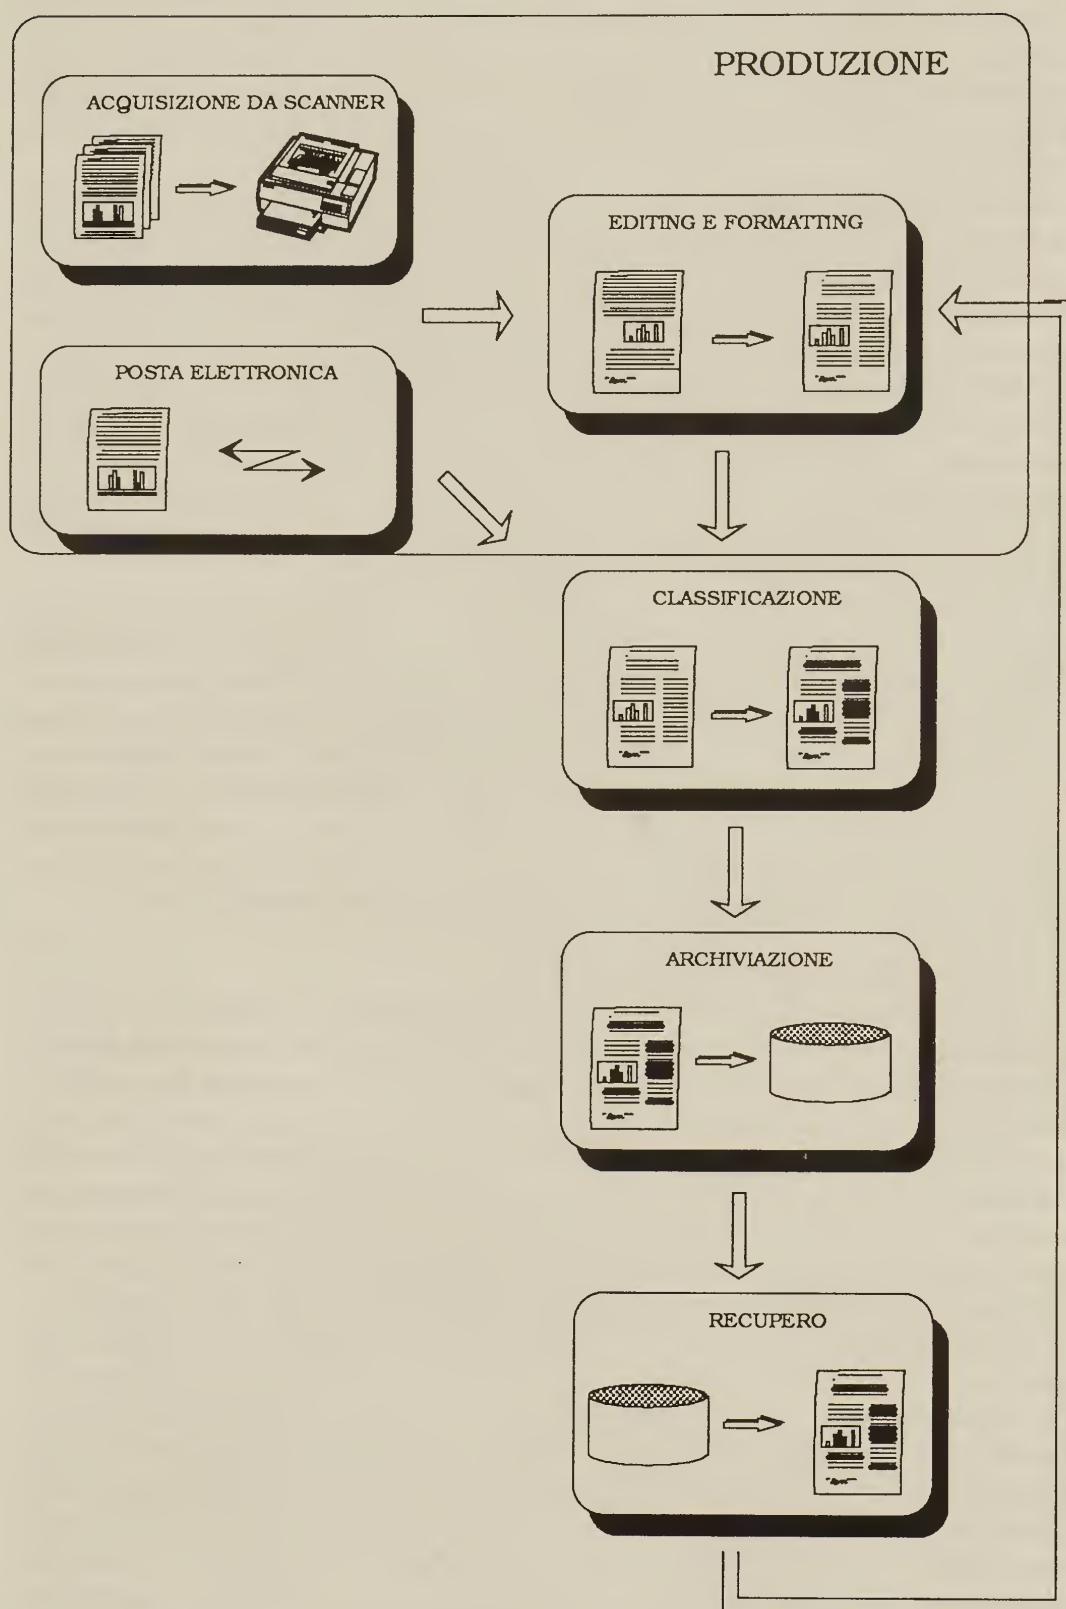 PRODUZIONE
ACQUISIZIONE DA SCANNER
EDITING E FORMATTING
POSTA ELETTRONICA
CLASSIFICAZIONE
ARCHIVIAZIONE
RECUPERO